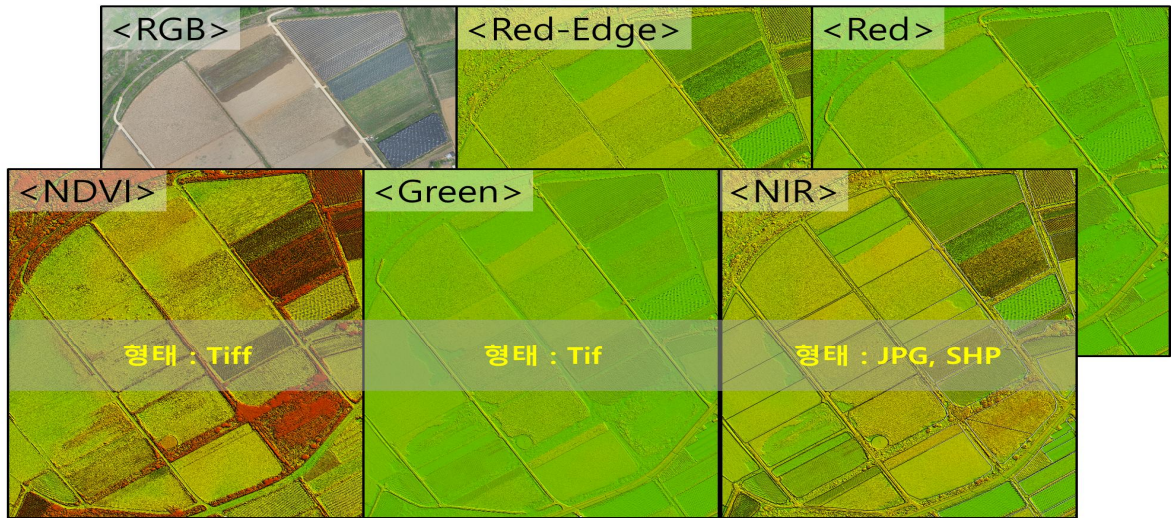 <RGB>
<Red-Edge>
<Red>
<NDVI>
<Green>
<NIR>
형태 : Tiff
형태 : Tif
형태 : JPG, SHP